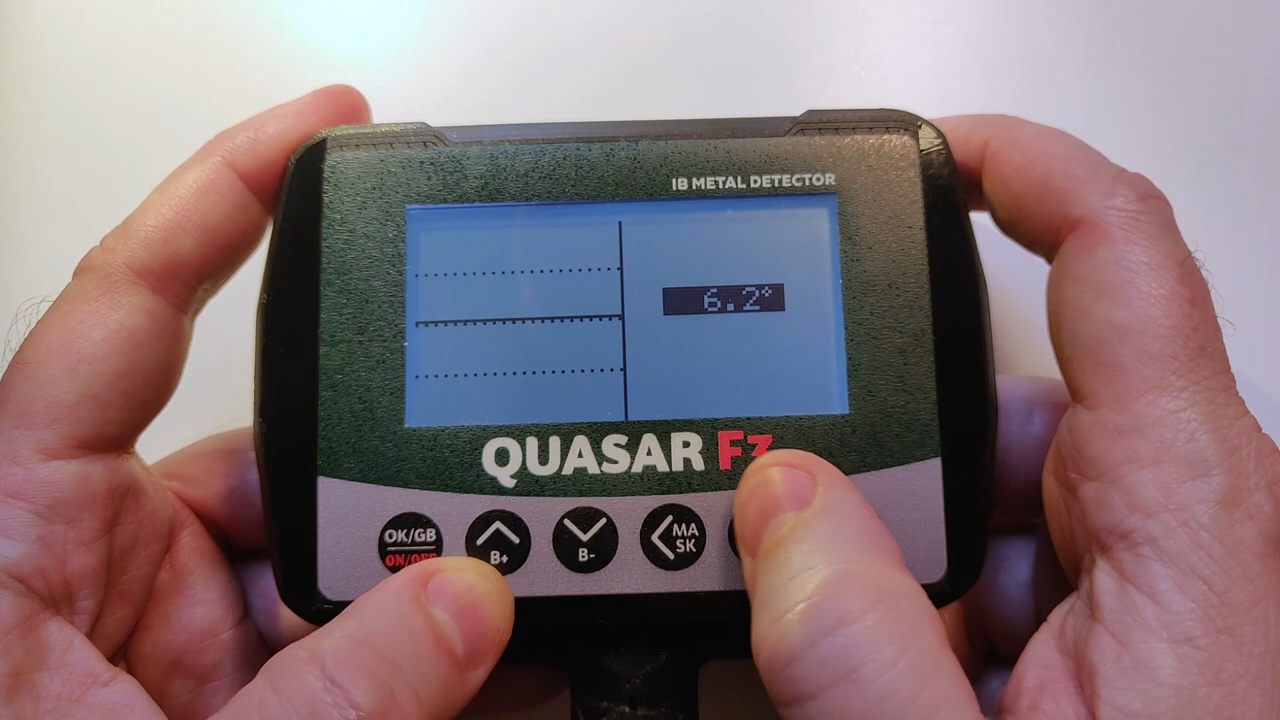 IB METAL DETECTOR
6.2°
QUASAR Fz
OK/GB
ON/OFF
B+
B-
MA
SK